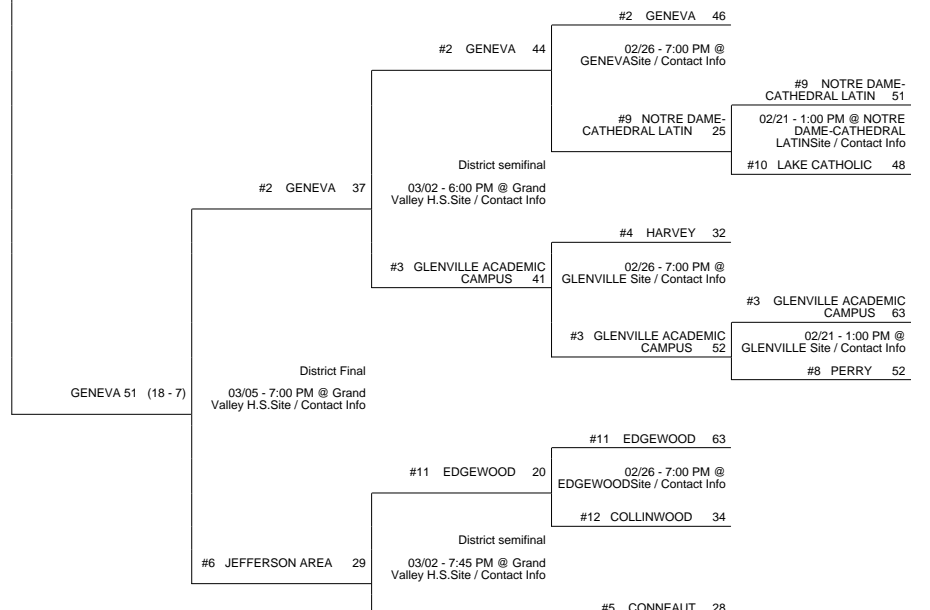 #2 GENEVA 46
#2 GENEVA 44
02/26 - 7:00 PM @
GENEVASite / Contact Info
#9 NOTRE DAME-
CATHEDRAL LATIN 51
#9 NOTRE DAME-
CATHEDRAL LATIN 25
02/21 - 1:00 PM @ NOTRE
DAME-CATHEDRAL
LATINSite / Contact Info
District semifinal
#10 LAKE CATHOLIC 48
#2 GENEVA 37
03/02 - 6:00 PM @ Grand
Valley H.S.Site / Contact Info
#4 HARVEY 32
#3 GLENVILLE ACADEMIC
CAMPUS 41
02/26 - 7:00 PM @
GLENVILLE Site / Contact Info
#3 GLENVILLE ACADEMIC
CAMPUS 63
#3 GLENVILLE ACADEMIC
CAMPUS 52
02/21 - 1:00 PM @
GLENVILLE Site / Contact Info
District Final
#8 PERRY 52
GENEVA 51 (18 - 7)
03/05 - 7:00 PM @ Grand
Valley H.S.Site / Contact Info
#11 EDGEWOOD 63
#11 EDGEWOOD 20
02/26 - 7:00 PM @
EDGEWOODSite / Contact Info
#12 COLLINWOOD 34
District semifinal
#6 JEFFERSON AREA 29
03/02 - 7:45 PM @ Grand
Valley H.S.Site / Contact Info
#5 CONNEAUT 28